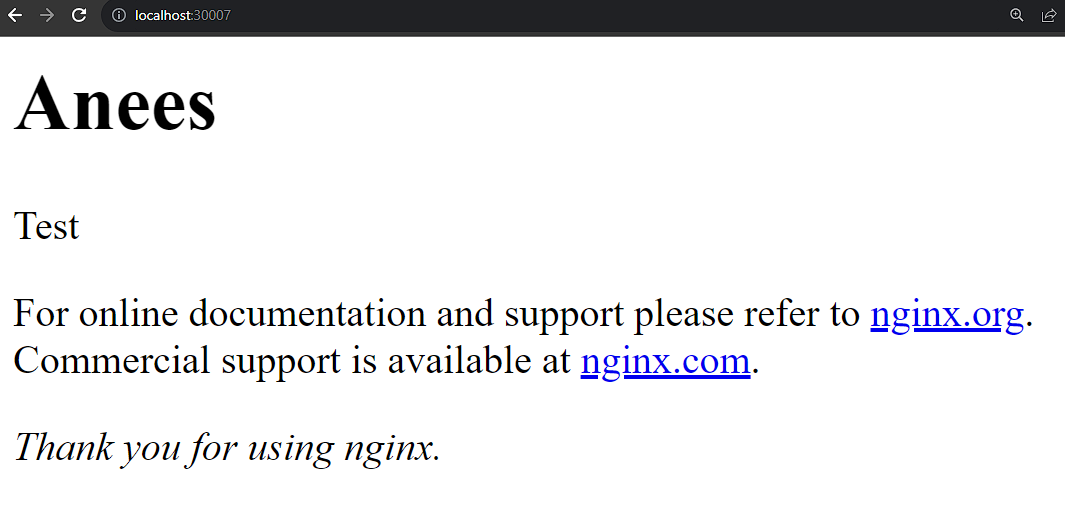 localhost:30007
Anees
Test
For online documentation and support please refer to nginx.org.
Commercial support is available at nginx.com.
Thank you for using nginx.